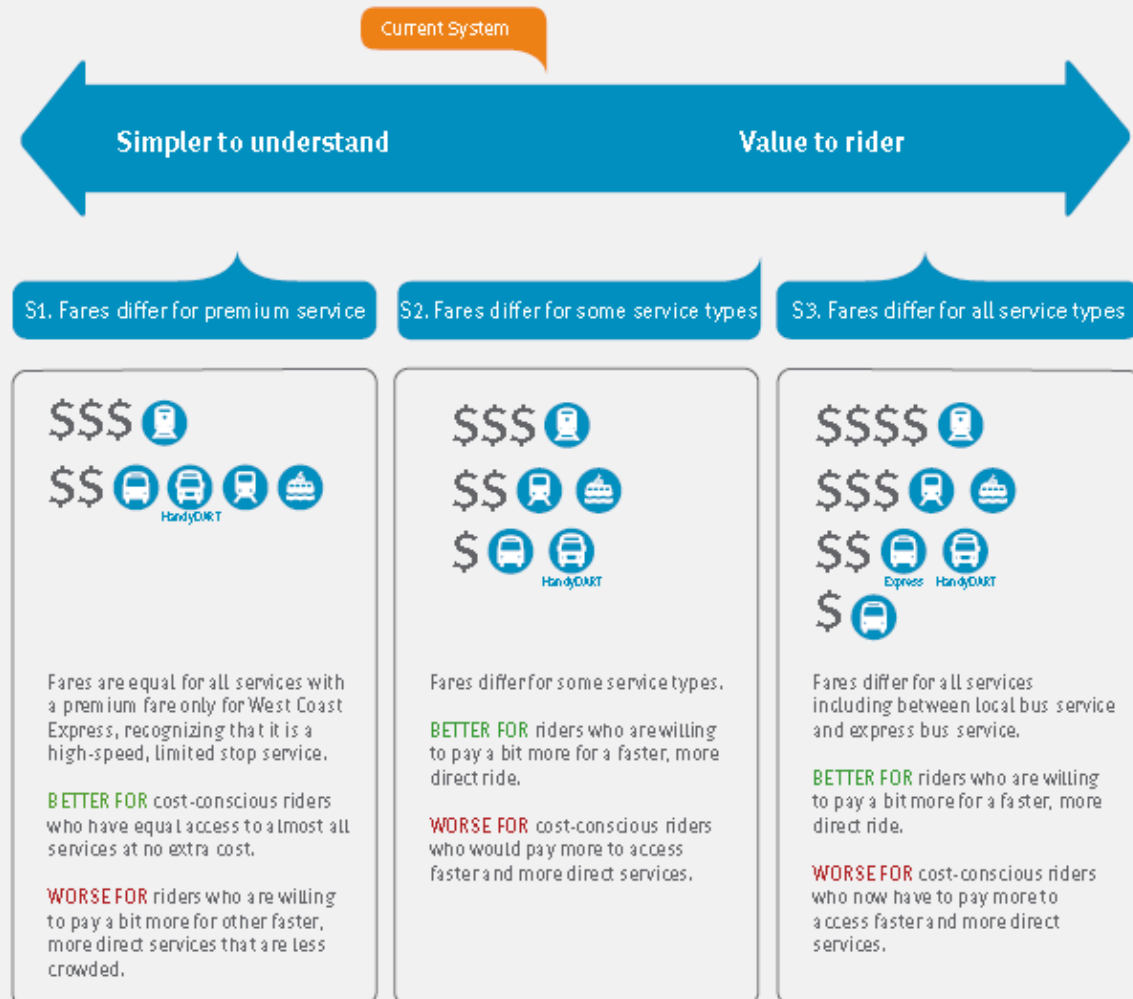 Current System
Simpler to understand
Value to rider
S1. Fares differ for premium service
S2. Fares differ for some service types
S3. Fares differ for all service types
$$$
$$
HandyDART
Fares are equal for all services with
a premium fare only for West Coast
Express, recognizing that it is a
high-speed, limited stop service.
BETTER FOR cost-conscious riders
who have equal access to almost all
services at no extra cost.
WORSE FOR riders who are willing
to pay a bit more for other faster,
more direct services that are less
crowded.
$$$
$$
$
HandyDART
Fares differ for some service types.
BETTER FOR riders who are willing
to pay a bit more for a faster, more
direct ride.
WORSE FOR cost-conscious riders
who would pay more to access
faster and more direct services.
$$$$
$$$
$$
Express HandyDART
$
Fares differ for all services
including between local bus service
and express bus service.
BETTER FOR riders who are willing
to pay a bit more for a faster, more
direct ride.
WORSE FOR cost-conscious riders
who now have to pay more to
access faster and more direct
services.